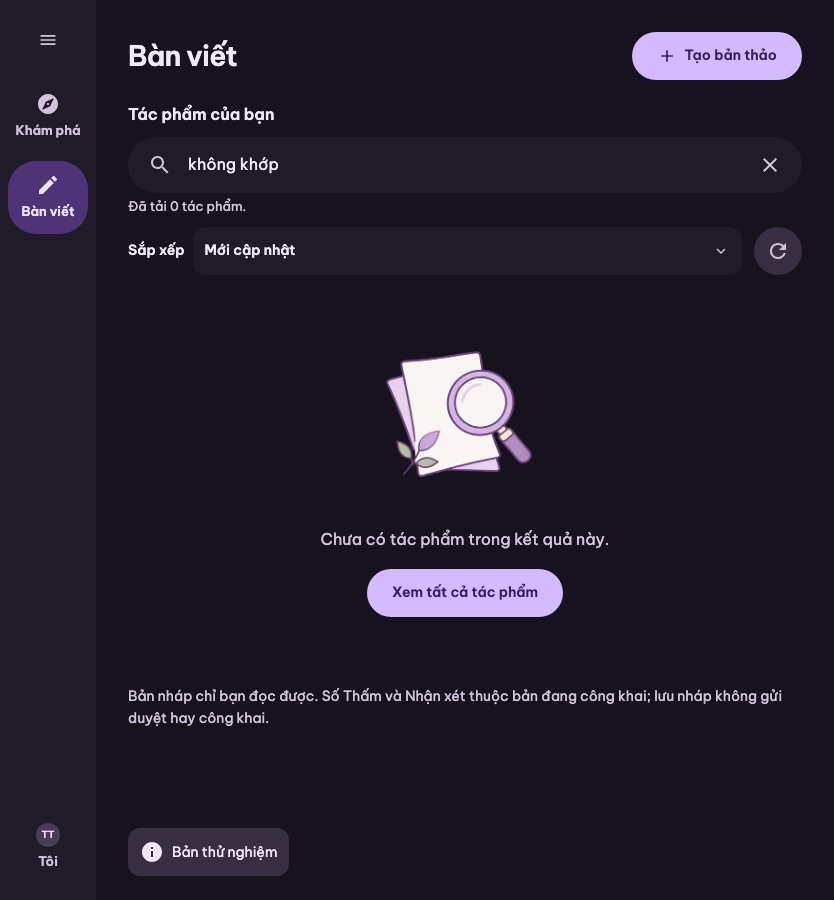 Bàn viết
Tạo bản thảo
Khám phá
Bàn viết
Tác phẩm của bạn
không khớp
Đã tải 0 tác phẩm.
Sắp xếp
Mới cập nhật
Chưa có tác phẩm trong kết quả này.
Xem tất cả tác phẩm
Bản nháp chỉ bạn đọc được. Số Thấm và Nhận xét thuộc bản đang công khai; lưu nháp không gửi
duyệt hay công khai.
TT
Tôi
Bản thử nghiệm